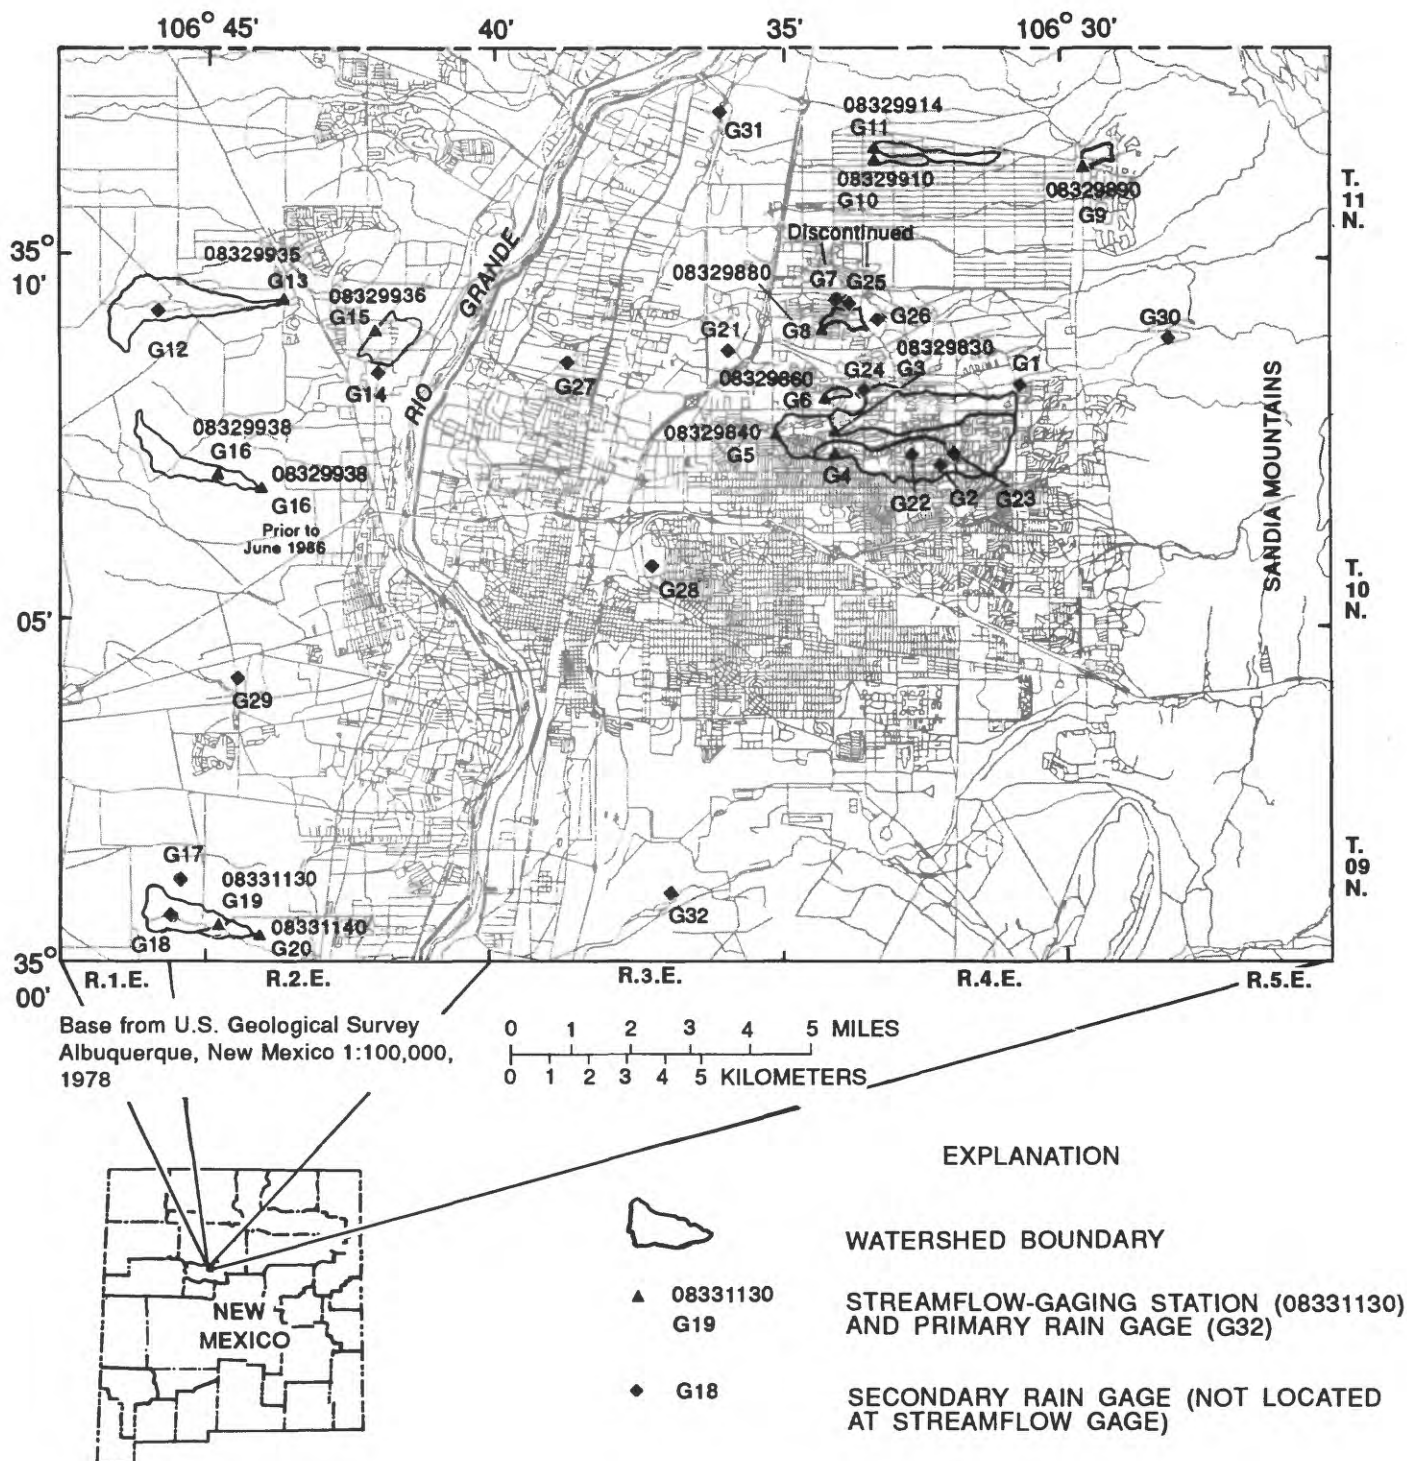 106° 45'
40'
35'
106° 30'
08329914
G11
G31
08329910
G10
08329890
G9
T.
11
N.
Discontinued
35°
10'
08329935
G13
GRANDE
08329880
G7
G25
08329936
G15
G8
G26
G21
G30
G12
08329830
G3
G24
G1
G14
RIO
G27
08329860
G6
08329938
G16
08329840
G5
08329938
G16
G4
G22
G2
G23
Prior to
June 1986
SANDIA MOUNTAINS
G28
T.
10
N.
05'
G29
G17
08331130
G19
G32
T.
09
N.
G18
08331140
G20
35°
00'
R.1.E.
R.2.E.
R.3.E.
R.4.E.
R.5.E.
Base from U.S. Geological Survey
Albuquerque, New Mexico 1:100,000,
1978
0 1 2 3 4 5 MILES
0 1 2 3 4 5 KILOMETERS
EXPLANATION
WATERSHED BOUNDARY
08331130
G19
STREAMFLOW-GAGING STATION (08331130)
AND PRIMARY RAIN GAGE (G32)
G18
SECONDARY RAIN GAGE (NOT LOCATED
AT STREAMFLOW GAGE)
NEW
MEXICO